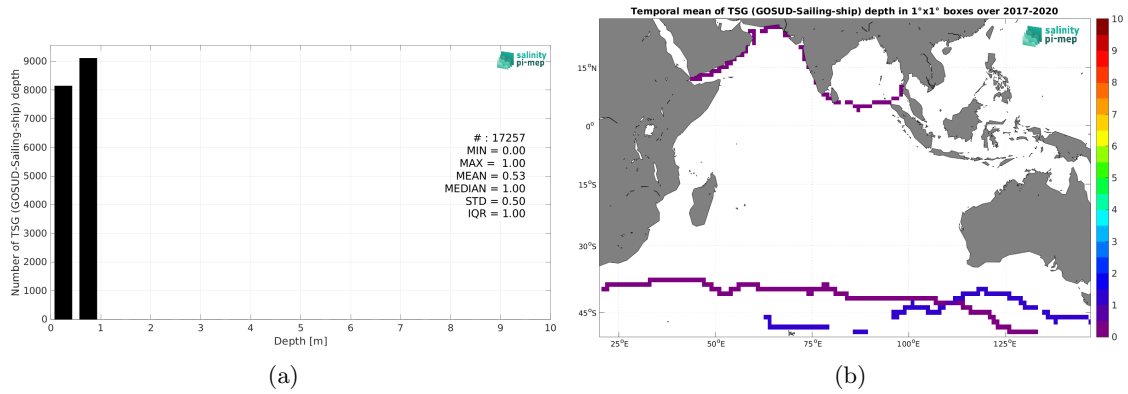 salinity
pi-mep
Number of TSG (GOSUD-Sailing-ship) depth
9000
8000
7000
6000
5000
4000
3000
2000
1000
0
# : 17257
MIN = 0.00
MAX = 1.00
MEAN = 0.53
MEDIAN = 1.00
STD = 0.50
IQR = 1.00
0 1 2 3 4 5 6 7 8 9 10
Depth [m]
(a)
Temporal mean of TSG (GOSUD-Sailing-ship) depth in 1°x1° boxes over 2017-2020
salinity
pi-mep
15°N
0°
15°S
30°S
45°S
25°E 50°E 75°E 100°E 125°E
10
9
8
7
6
5
4
3
2
1
0
(b)